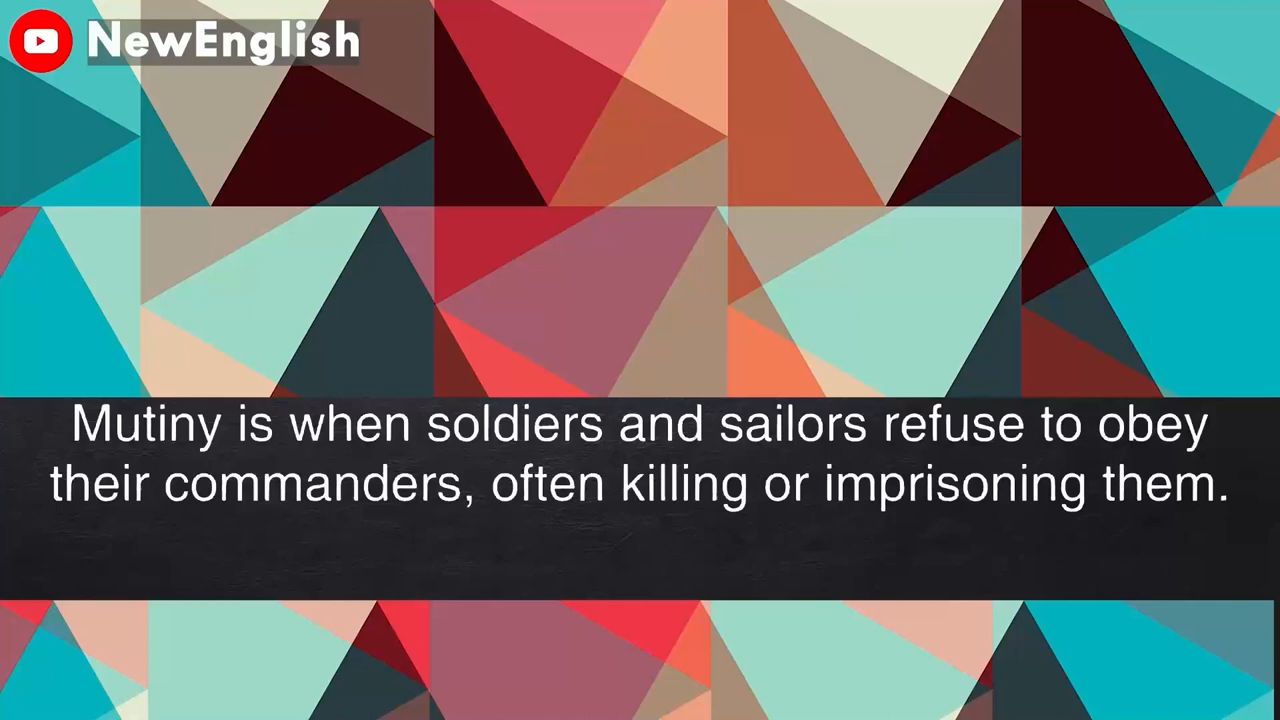 NewEnglish
Mutiny is when soldiers and sailors refuse to obey
their commanders, often killing or imprisoning them.